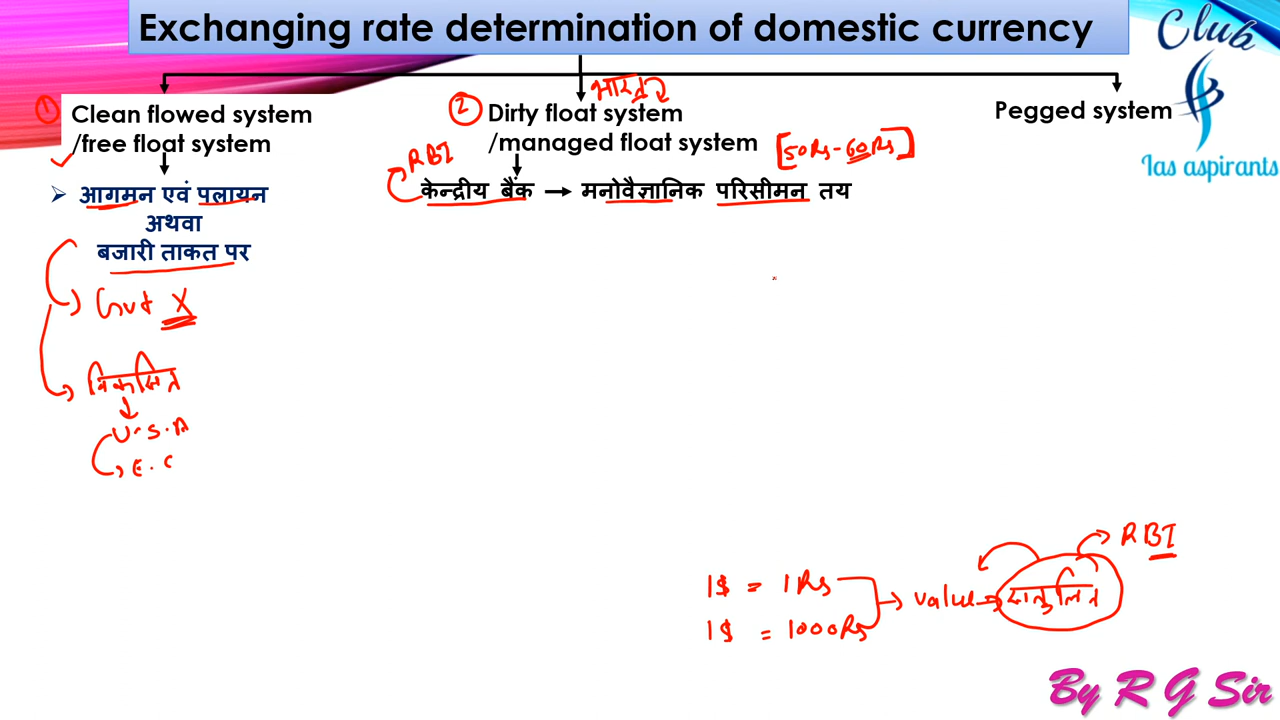 Exchanging rate determination of domestic currency
Club
Ias aspirants
1
Clean flowed system
/free float system
आगमन एवं पलायन
अथवा
बजारी ताकत पर
Govt X
विकसित
U.S.A
E.C
भारत
2
Dirty float system
/managed float system
[50Rs-60Rs]
RBI
केन्द्रीय बैंक → मनोवैज्ञानिक परिसीमन तय
Pegged system
1$ = 1Rs
1$ = 1000Rs
value →
RBI
By R G Sir